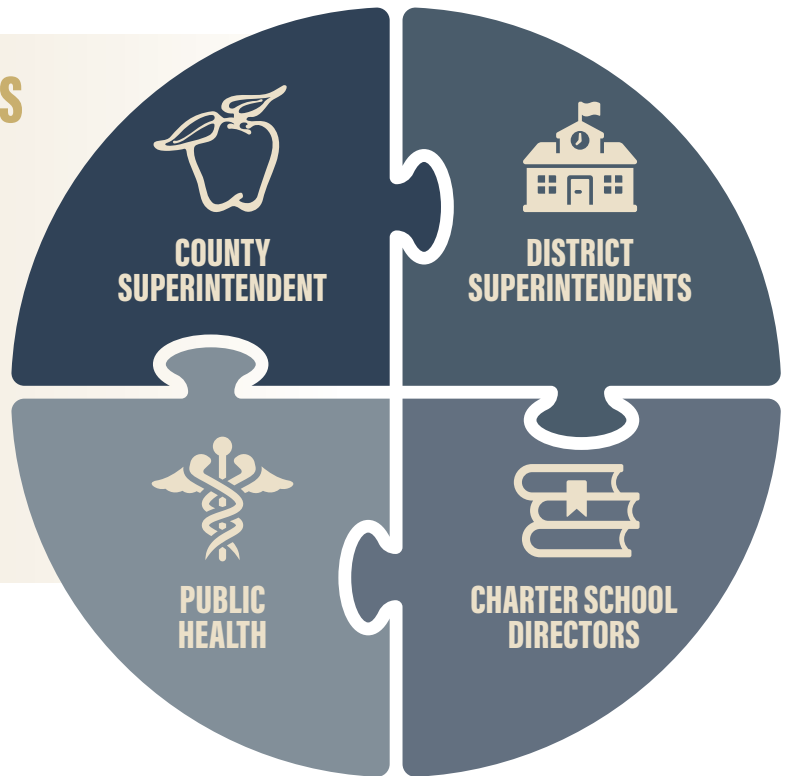 S
COUNTY
SUPERINTENDENT
DISTRICT
SUPERINTENDENTS
PUBLIC
HEALTH
CHARTER SCHOOL
DIRECTORS